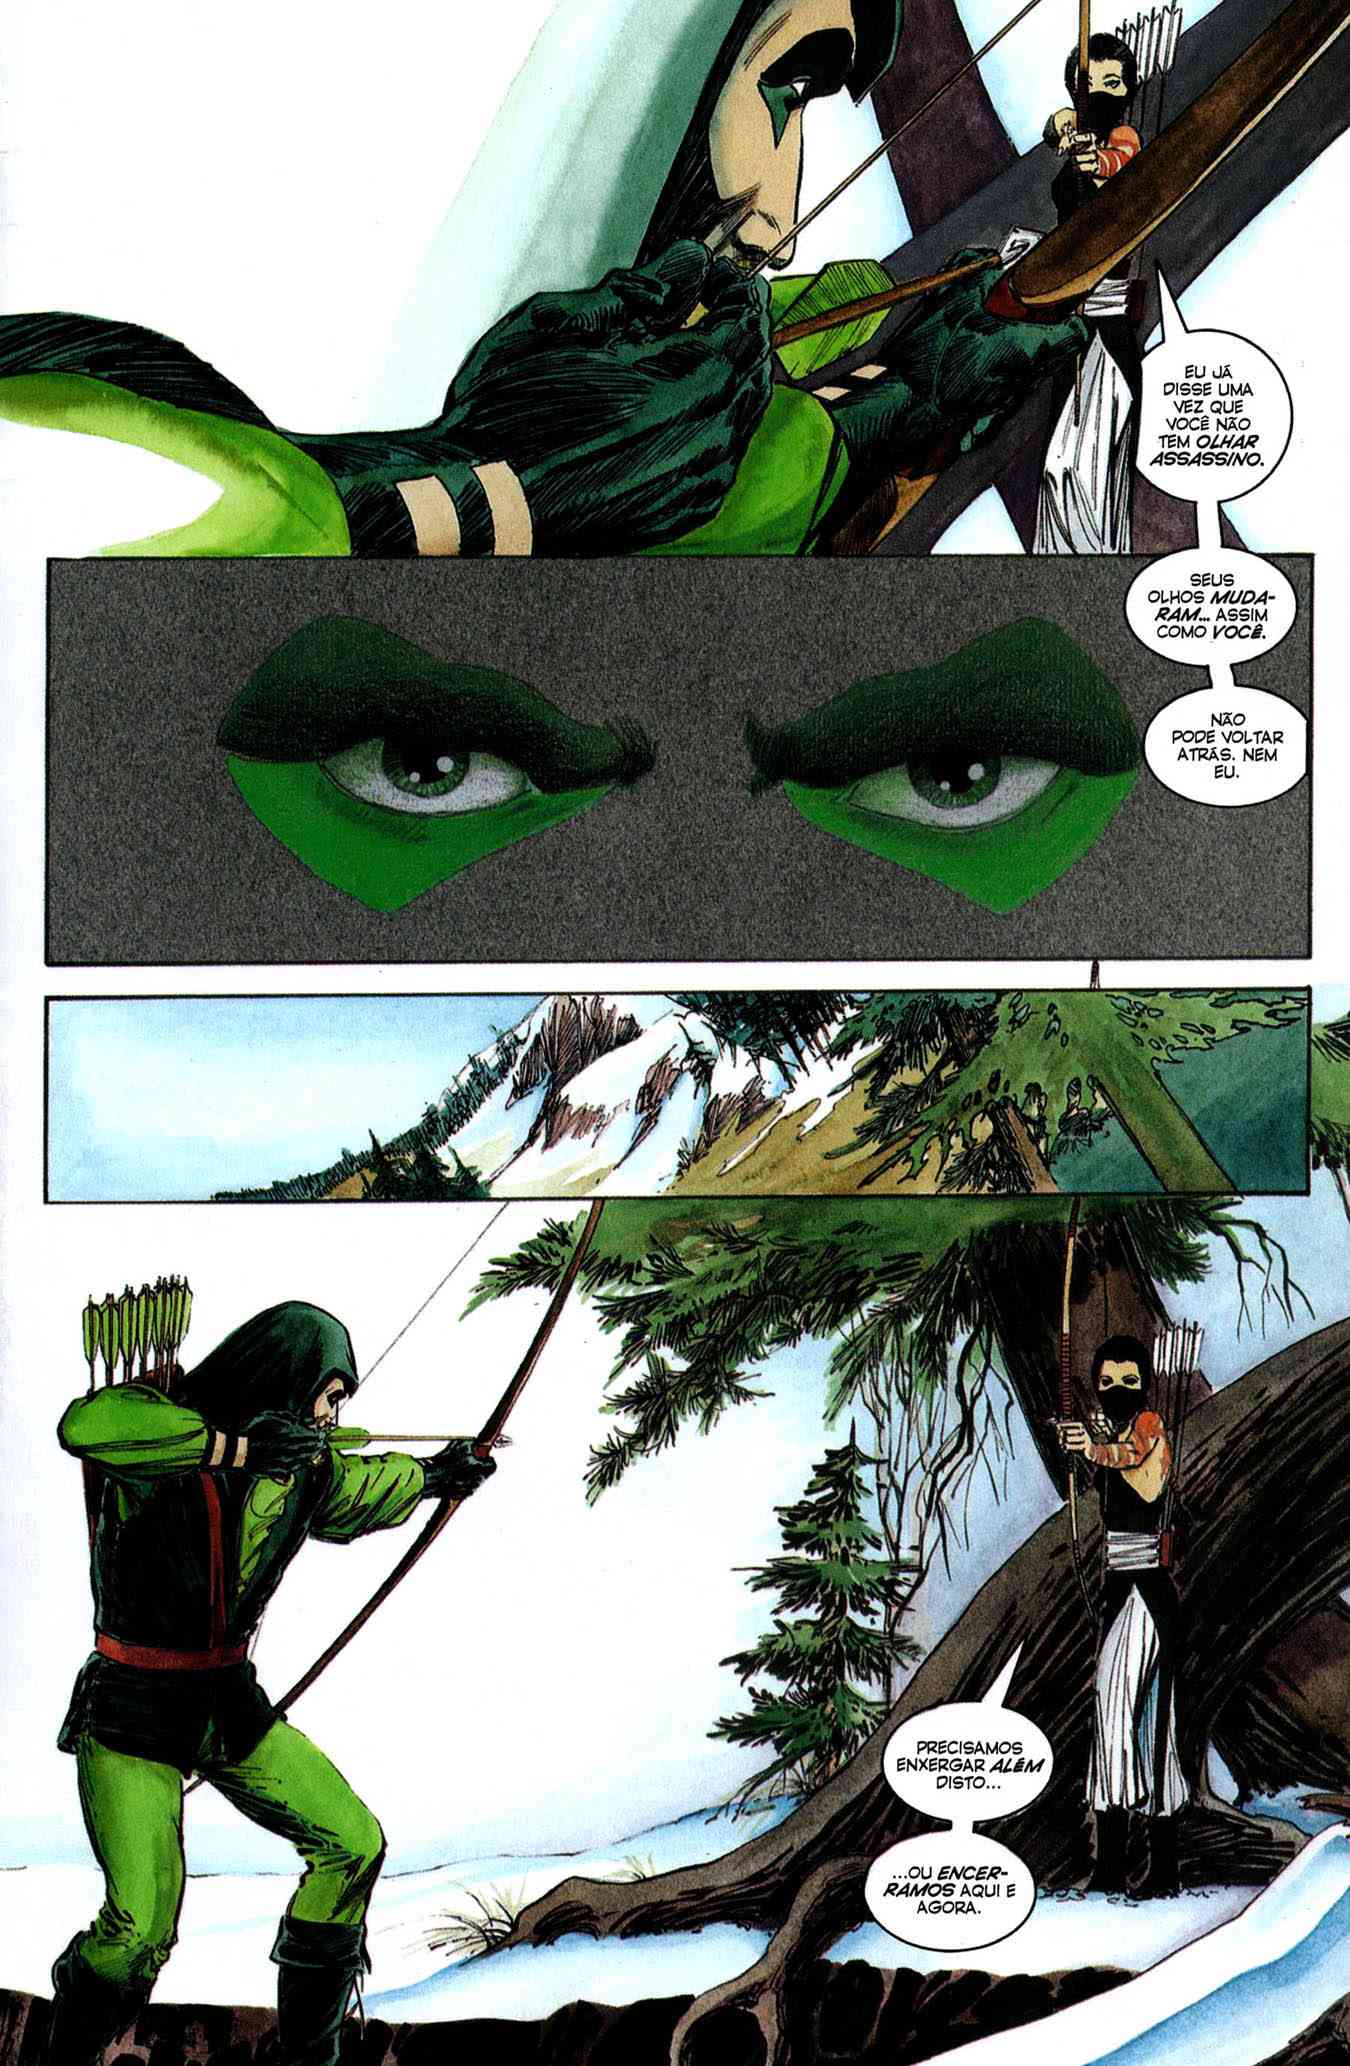 EU JÁ
DISSE UMA
VEZ QUE
VOCÊ NÃO
TEM OLHAR
ASSASSINO.
SEUS
OLHOS MUDA-
RAM... ASSIM
COMO VOCÊ.
NÃO
PODE VOLTAR
ATRÁS. NEM
EU.
PRECISAMOS
ENXERGAR ALÉM
DISTO...
...OU ENCER-
RAMOS AQUI E
AGORA.